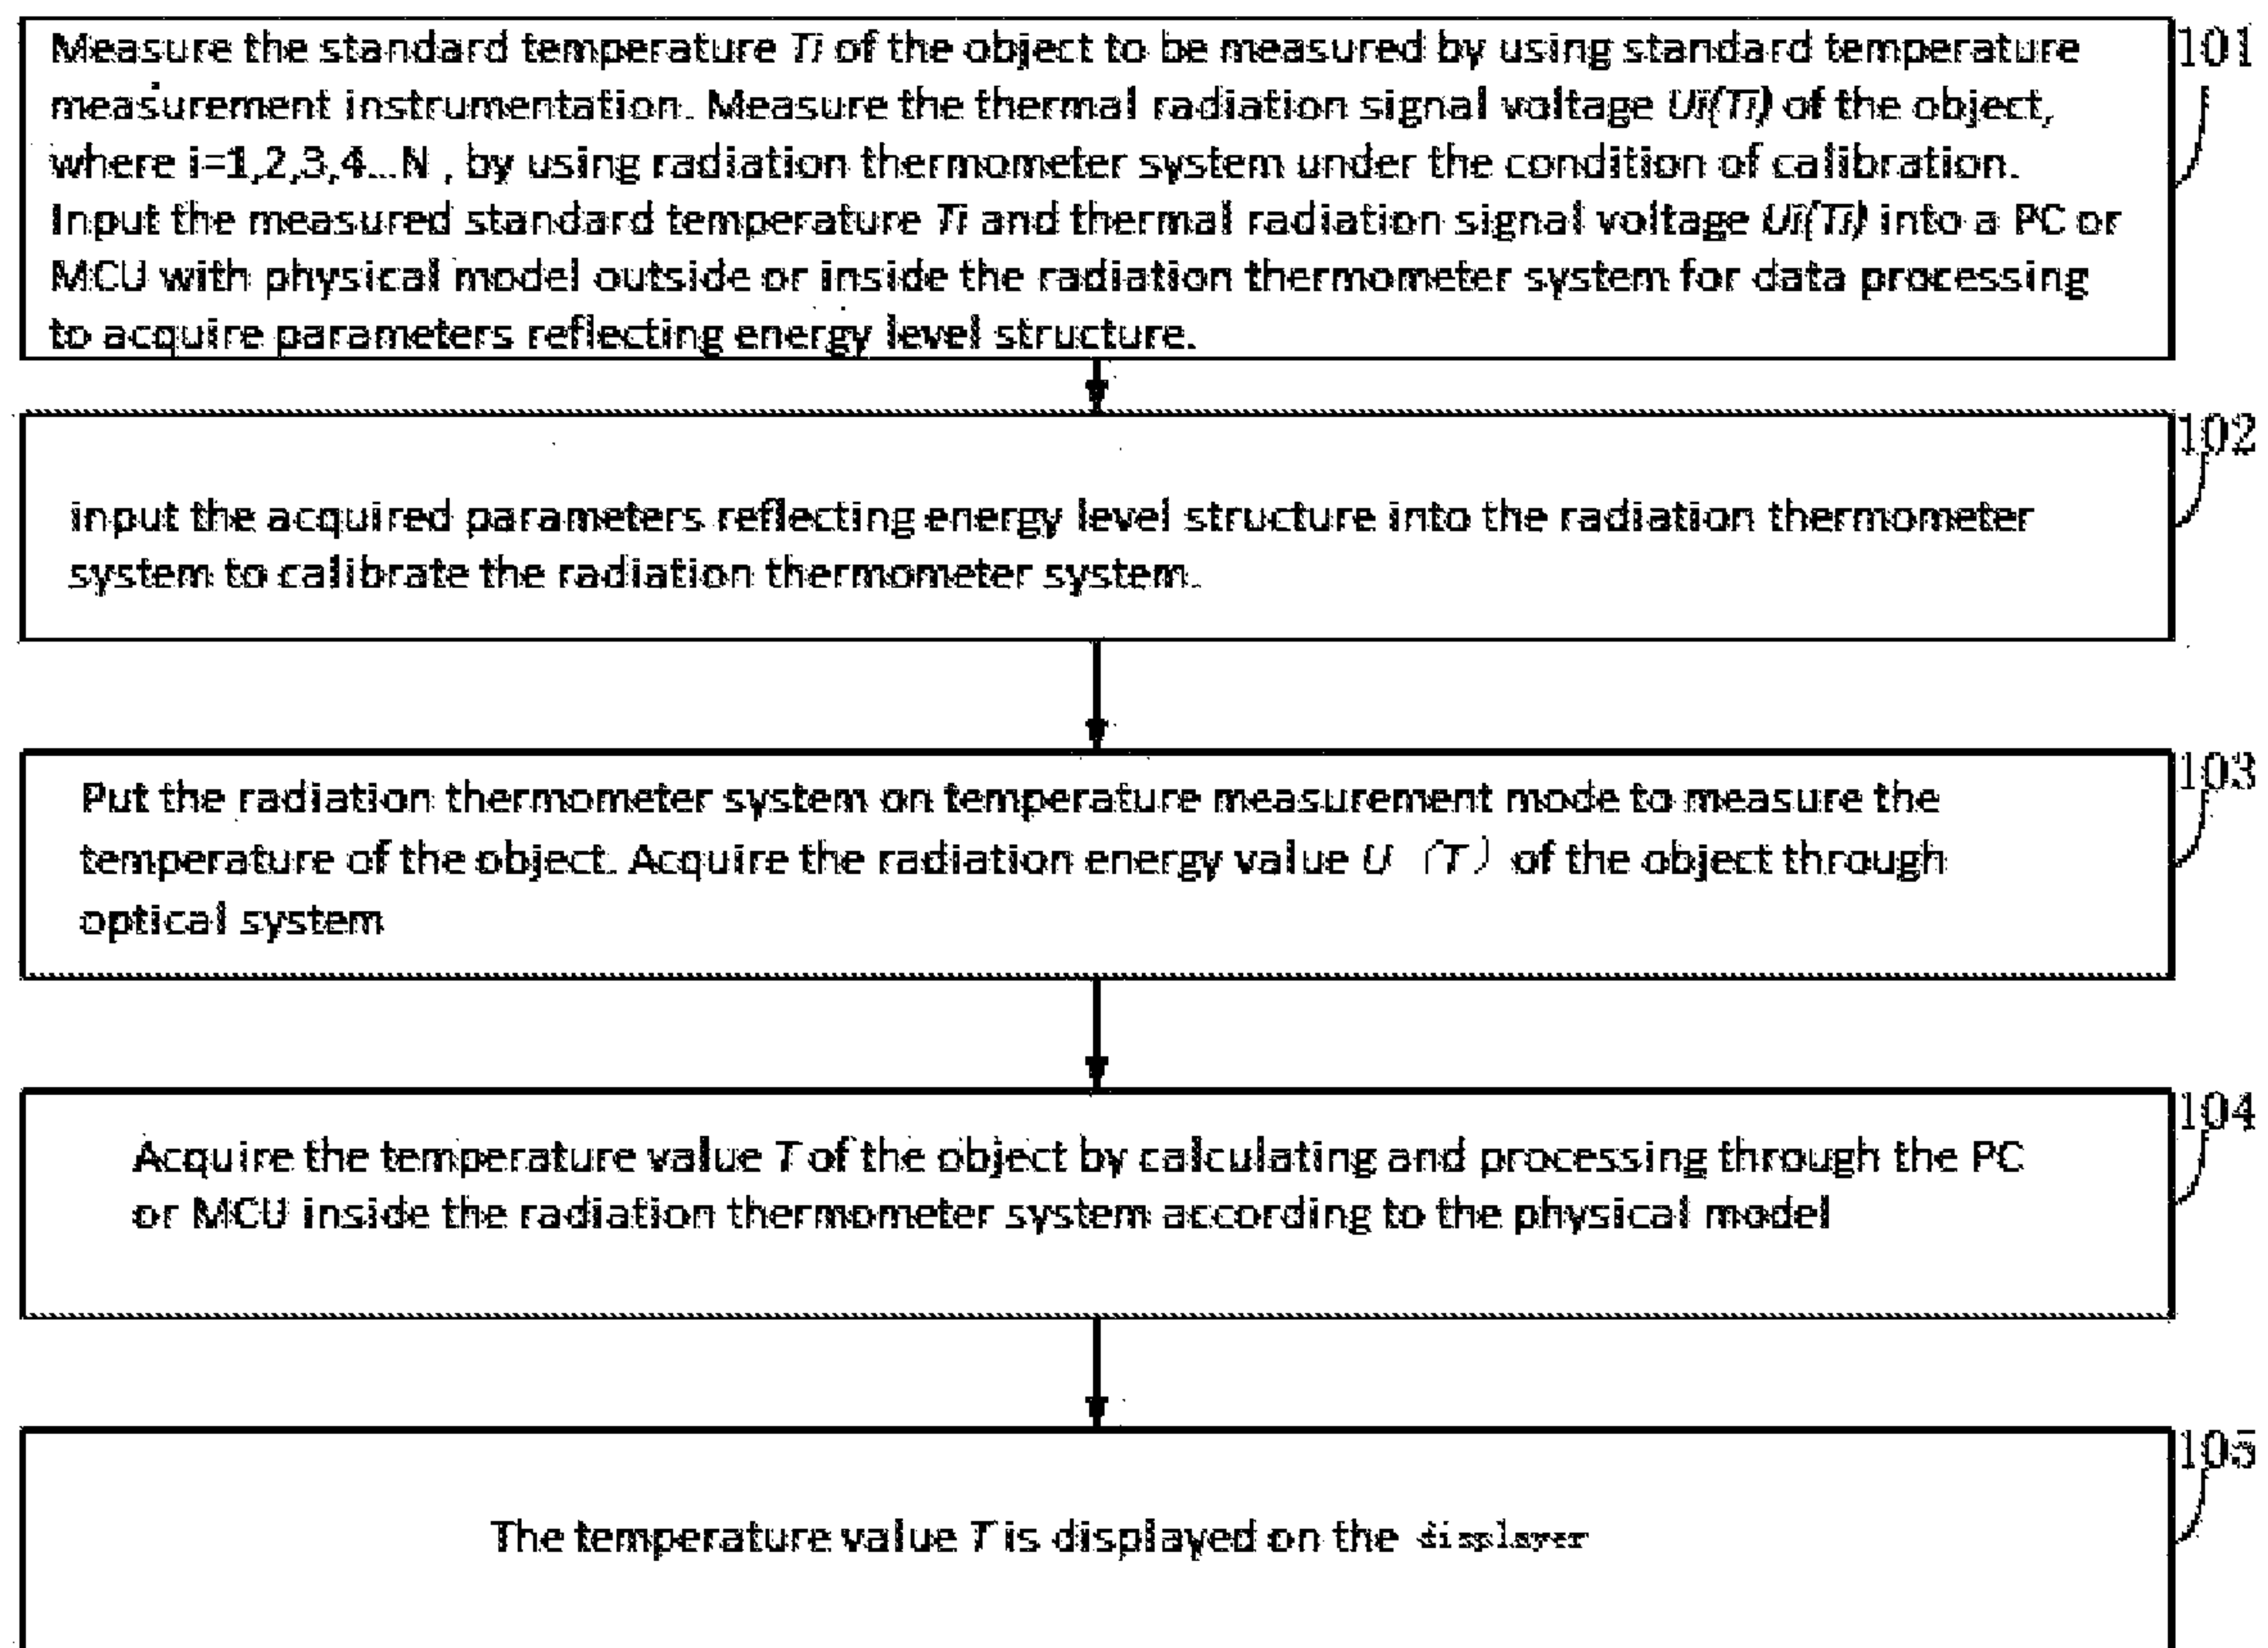 Measure the standard temperature Ti of the object to be measured by using standard temperature
101
measurement instrumentation. Measure the thermal radiation signal voltage Ui(Ti) of the object,
where i=1,2,3,4...N , by using radiation thermometer system under the condition of calibration.
Input the measured standard temperature Ti and thermal radiation signal voltage Ui(Ti) into a PC or
MCU with physical model outside or inside the radiation thermometer system for data processing
to acquire parameters reflecting energy level structure.
102
input the acquired parameters reflecting energy level structure into the radiation thermometer
system to calibrate the radiation thermometer system.
103
Put the radiation thermometer system on temperature measurement mode to measure the
temperature of the object. Acquire the radiation energy value U (T) of the object through
optical system
104
Acquire the temperature value T of the object by calculating and processing through the PC
or MCU inside the radiation thermometer system according to the physical model
105
The temperature value T is displayed on the displayer